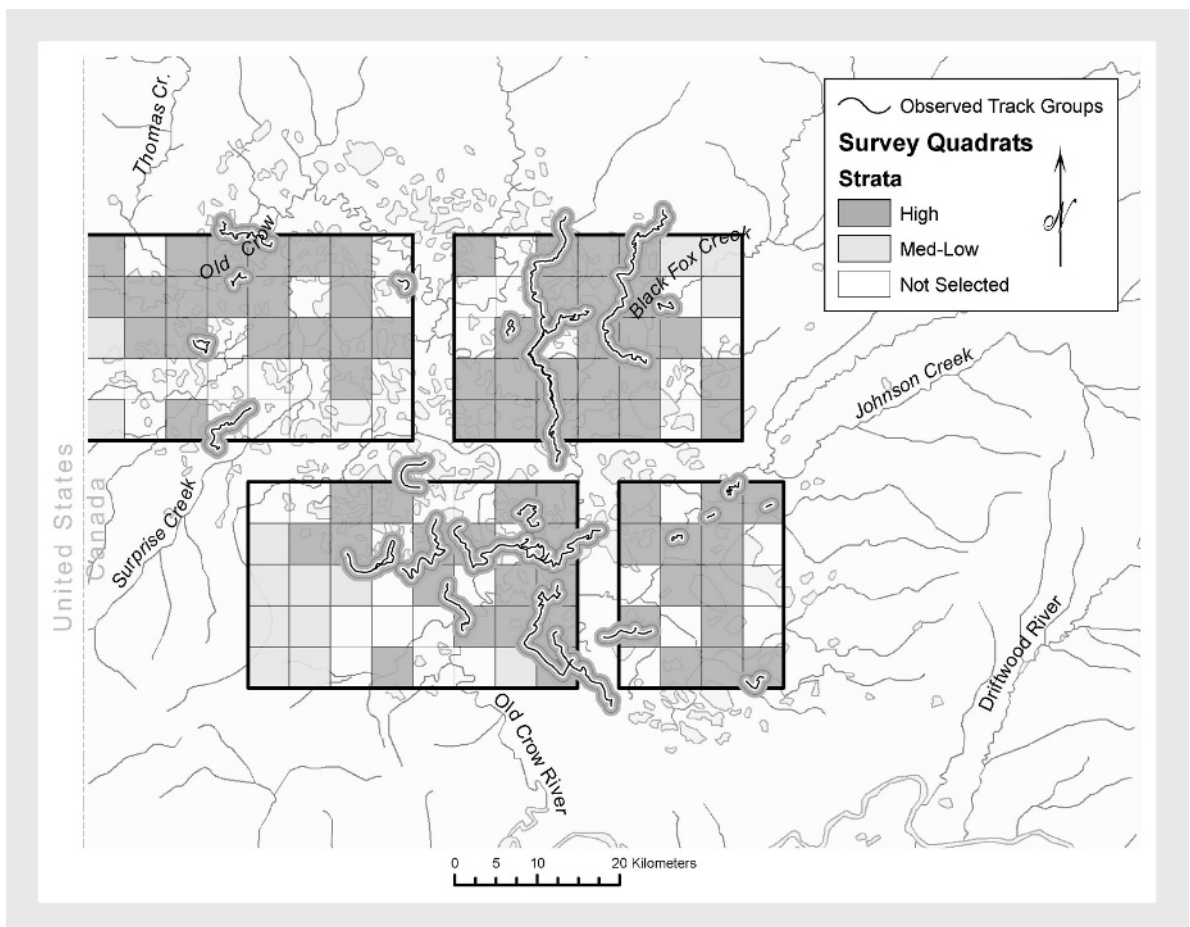 Thomas Cr.
Observed Track Groups
Survey Quadrats
Strata
High
Med-Low
Not Selected
N
Old Crow
Black Fox Creek
Johnson Creek
United States
Canada
Surprise Creek
Driftwood River
Old Crow River
0 5 10 20 Kilometers